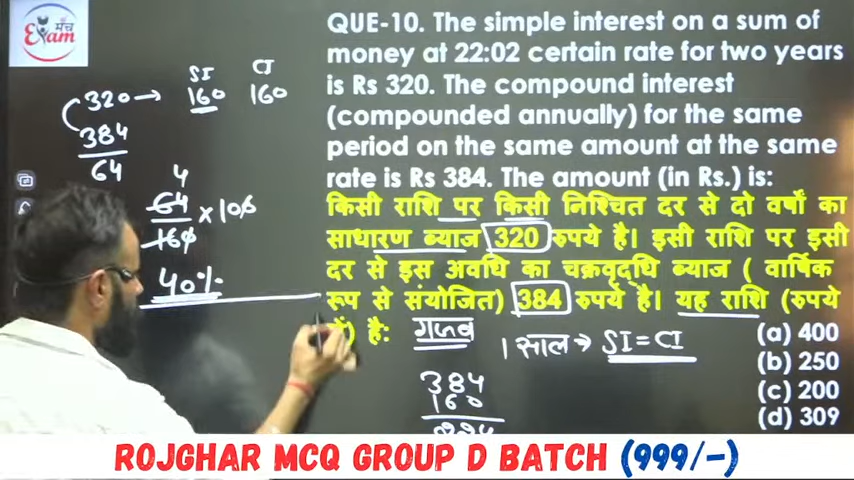 मंच
Exam
QUE-10. The simple interest on a sum of
money at 22:02 certain rate for two years
is Rs 320. The compound interest
(compounded annually) for the same
period on the same amount at the same
rate is Rs 384. The amount (in Rs.) is:
किसी राशि पर किसी निश्चित दर से दो वर्षों का
साधारण ब्याज 320 रुपये है। इसी राशि पर इसी
दर से इस अवधि का चक्रवृद्धि ब्याज ( वार्षिक
रूप से संयोजित) 384 रुपये है। यह राशि (रुपये
में) है:
(a) 400
(b) 250
(c) 200
(d) 309
SI CI
320 → 160 160
384
64
4
64
160 × 100
40%
गजब
1 साल → SI = CI
384
160
ROJGHAR MCQ GROUP D BATCH (999/-)